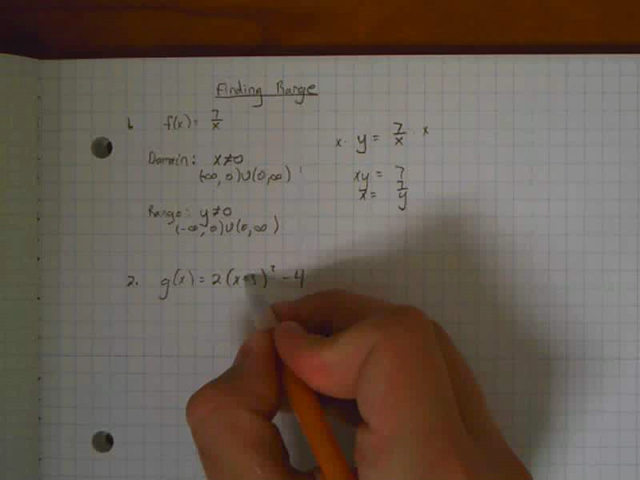 Finding Range
1. f(x) = 7/x
x · y = 7/x · x
Domain: x≠0
(-∞, 0)∪(0,∞)
xy = 7
x = 7/y
Range: y≠0
(-∞, 0)∪(0,∞)
2. g(x) = 2(x+3)² - 4